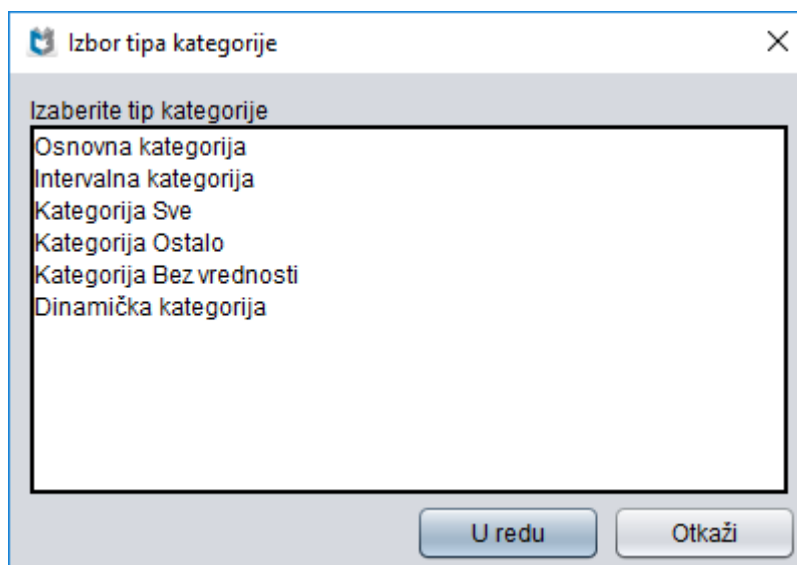 Izbor tipa kategorije
Izaberite tip kategorije
Osnovna kategorija
Intervalna kategorija
Kategorija Sve
Kategorija Ostalo
Kategorija Bez vrednosti
Dinamička kategorija
U redu
Otkaži